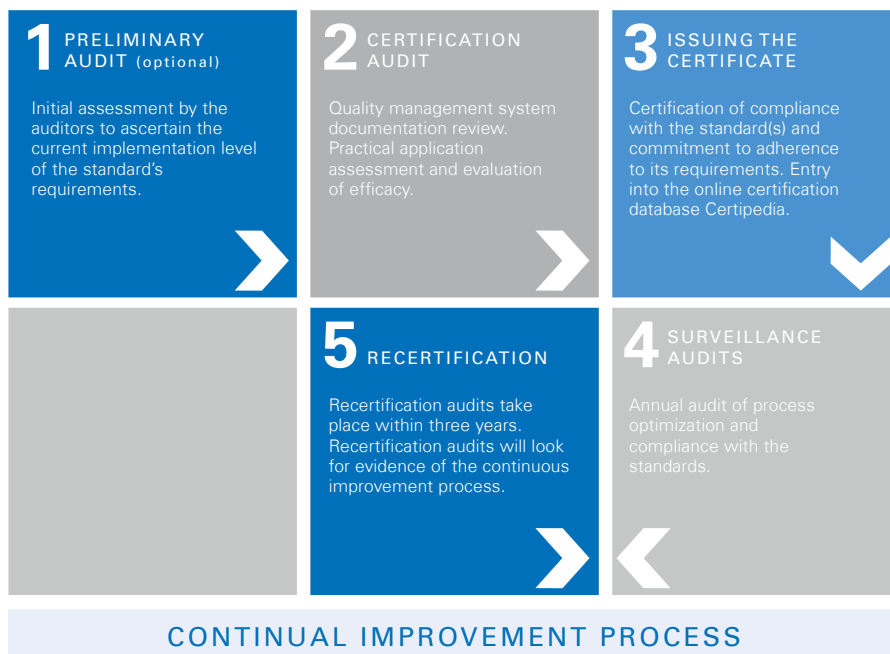 1 PRELIMINARY
AUDIT (optional)
Initial assessment by the
auditors to ascertain the
current implementation level
of the standard's
requirements.
2 CERTIFICATION
AUDIT
Quality management system
documentation review.
Practical application
assessment and evaluation
of efficacy.
3 ISSUING THE
CERTIFICATE
Certification of compliance
with the standard(s) and
commitment to adherence
to its requirements. Entry
into the online certification
database Certipedia.
4 SURVEILLANCE
AUDITS
Annual audit of process
optimization and
compliance with the
standards.
5 RECERTIFICATION
Recertification audits take
place within three years.
Recertification audits will look
for evidence of the continuous
improvement process.
CONTINUAL IMPROVEMENT PROCESS